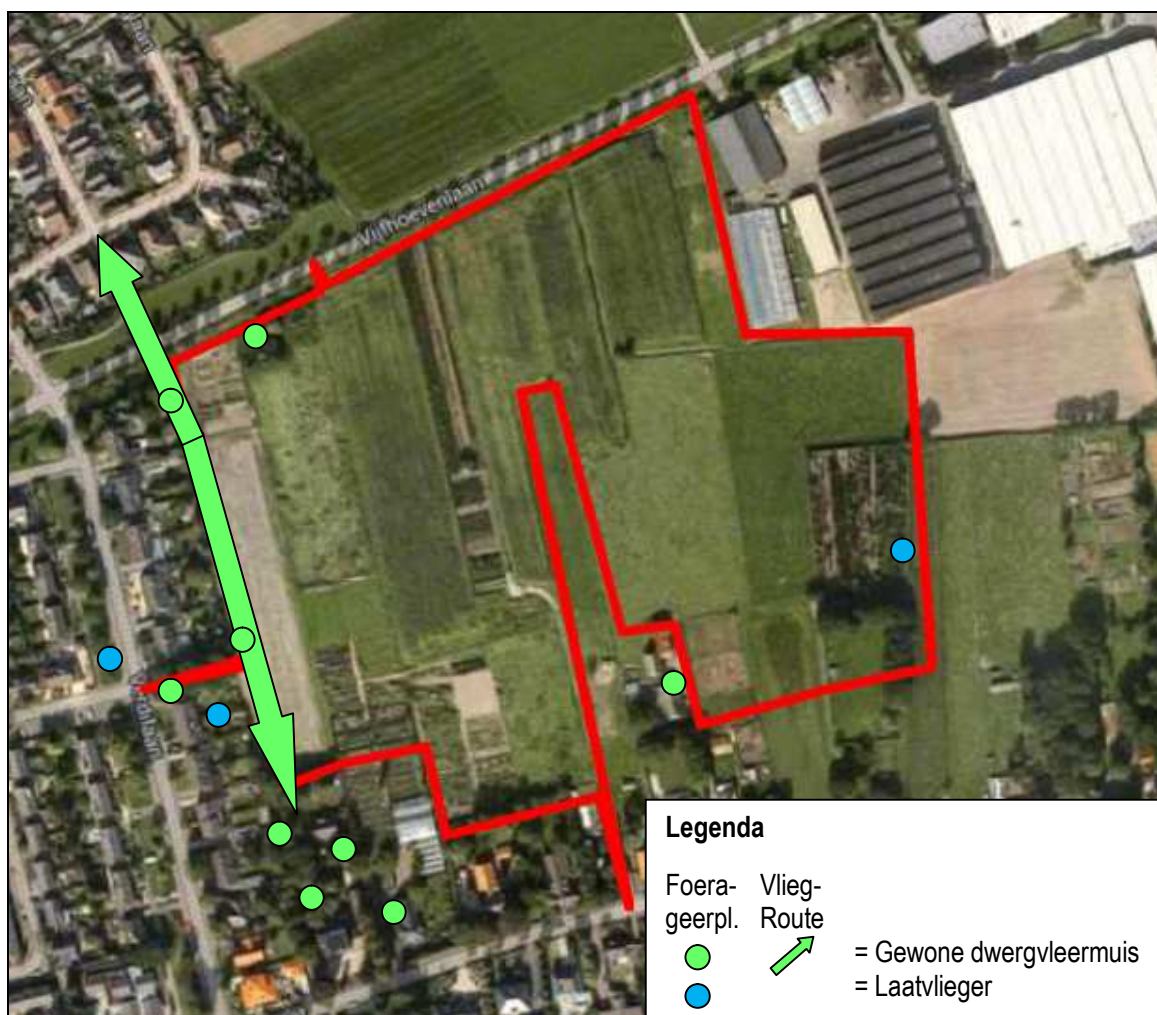 Vijfhoevenlaan
Legenda
Foera-
geerpl.
Vlieg-
Route
= Gewone dwergvleermuis
= Laatvlieger